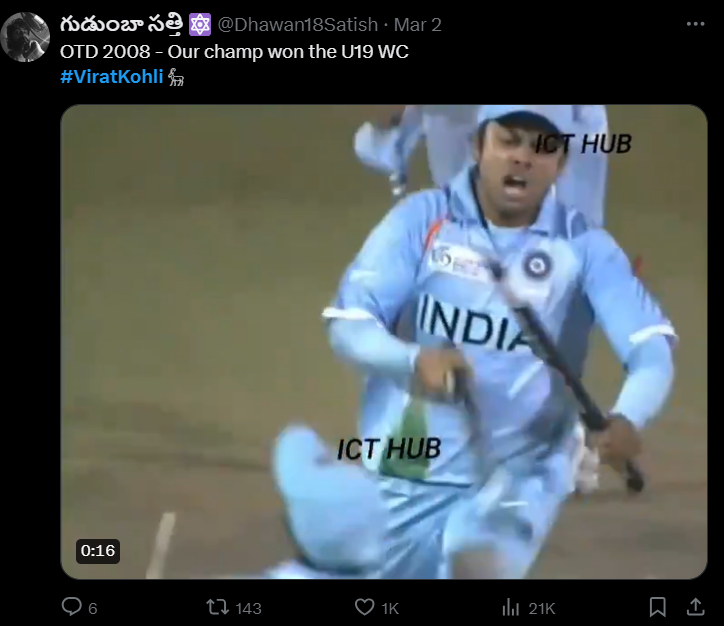 గుడుంబా సత్తి @Dhawan18Satish · Mar 2
OTD 2008 - Our champ won the U19 WC
#ViratKohli
ICT HUB
INDIA
ICT HUB
0:16
6 143 1K 21K